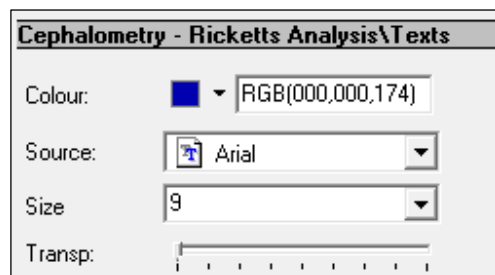 Cephalometry - Ricketts Analysis\Texts
Colour: RGB(000,000,174)
Source: Arial
Size 9
Transp: